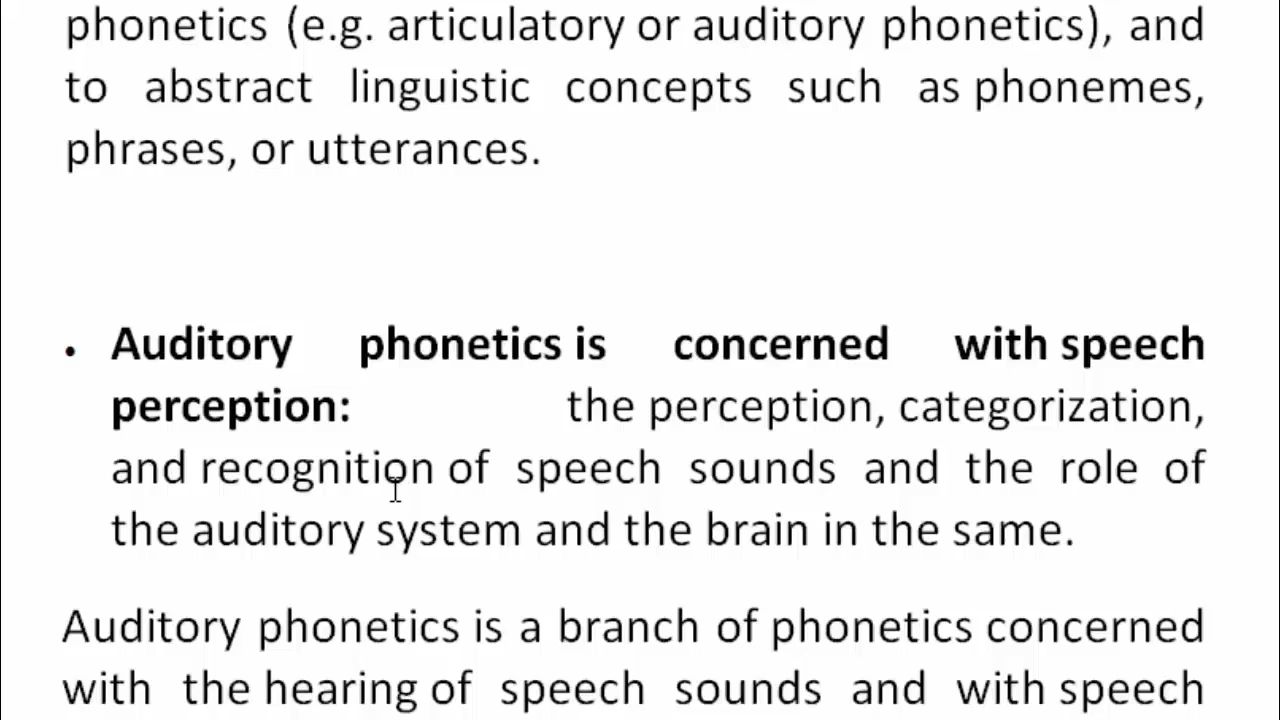 phonetics (e.g. articulatory or auditory phonetics), and
to abstract linguistic concepts such as phonemes,
phrases, or utterances.
• Auditory phonetics is concerned with speech
perception: the perception, categorization,
and recognition of speech sounds and the role of
the auditory system and the brain in the same.
Auditory phonetics is a branch of phonetics concerned
with the hearing of speech sounds and with speech